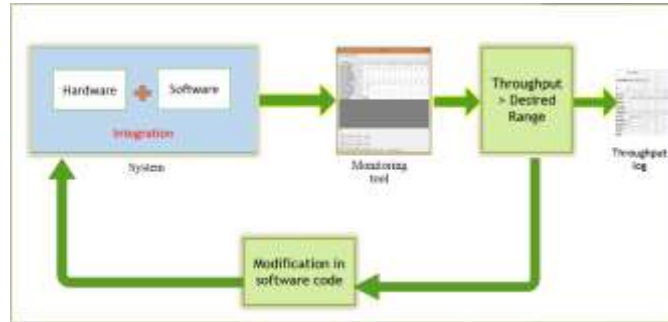 Hardware
Software
Integration
System
Monitoring
tool
Throughput
> Desired
Range
Throughput
log
Modification in
software code